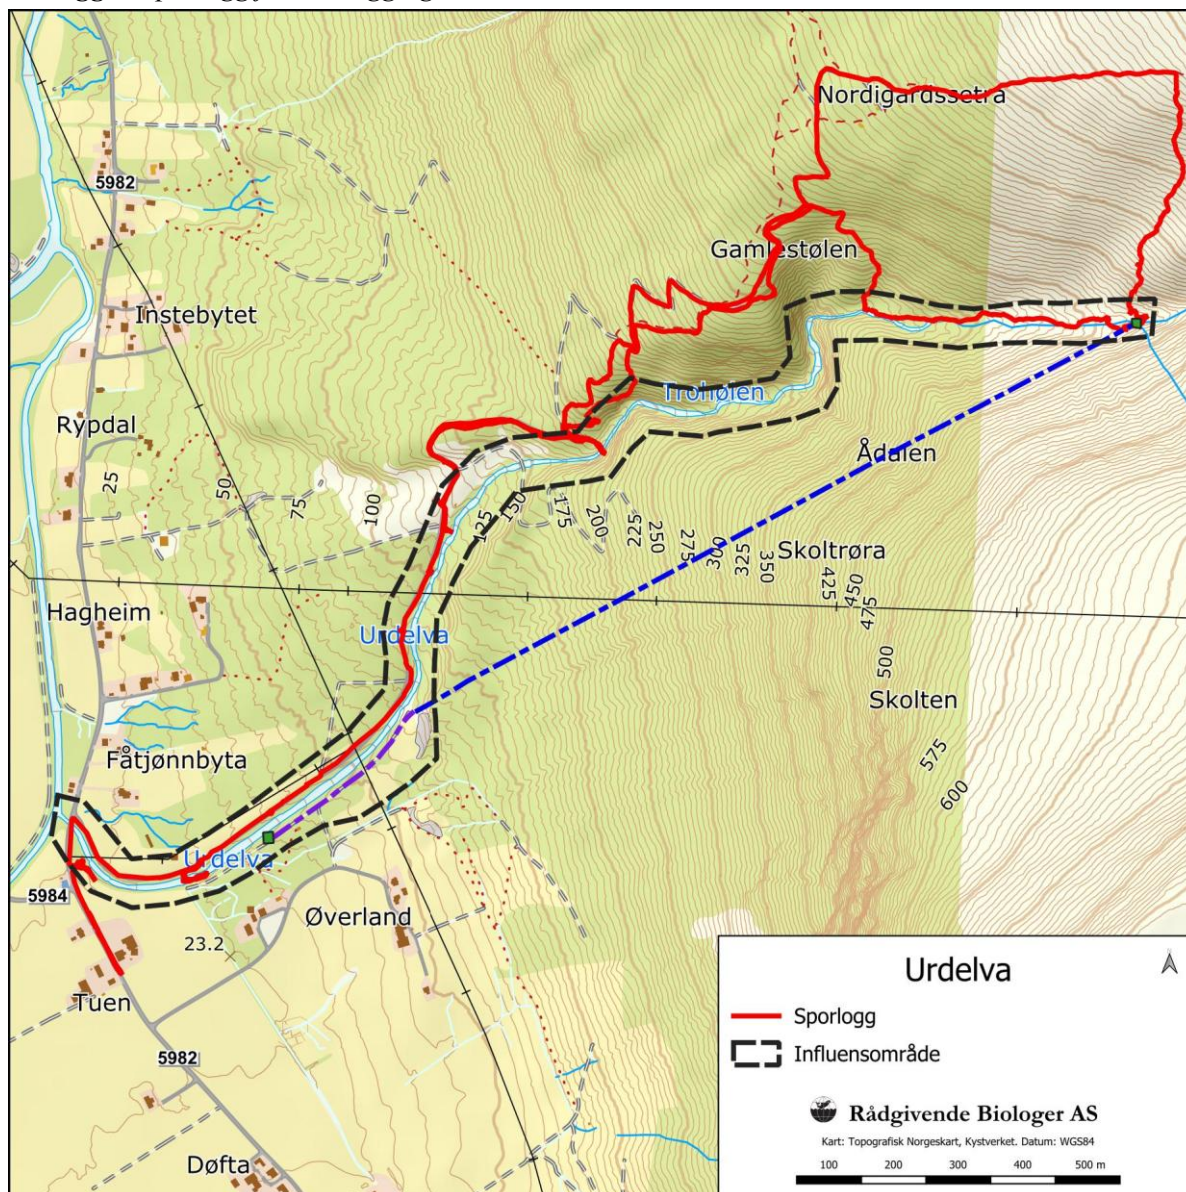 Nordigardssetra
5982
Gamlestølen
Instebytet
Trohølen
Rypdal
Ådalen
25
50
75
100
125
150
175
200
225
250
275
300
325
350
425
450
475
Skoltrøra
Hagheim
Urdelva
500
Skolten
575
600
Fåtjønnbyta
Urdelva
5984
Øverland
23.2
Tuen
5982
Døfta
Urdelva
Sporlogg
Influensområde
Rådgivende Biologer AS
Kart: Topografisk Norgeskart, Kystverket. Datum: WGS84
100 200 300 400 500 m